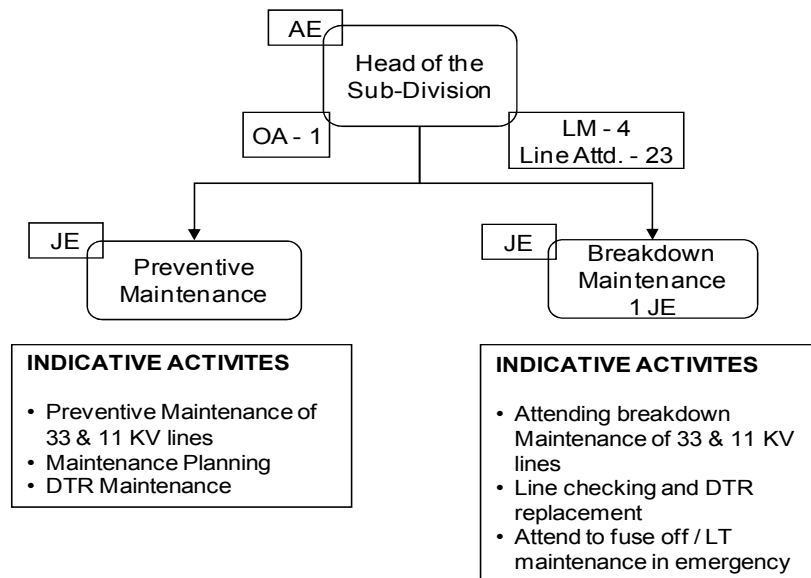 AE
Head of the
Sub-Division
OA - 1
LM - 4
Line Attd. - 23
JE
Preventive
Maintenance
JE
Breakdown
Maintenance
1 JE
INDICATIVE ACTIVITES
• Preventive Maintenance of
33 & 11 KV lines
• Maintenance Planning
• DTR Maintenance
INDICATIVE ACTIVITES
• Attending breakdown
Maintenance of 33 & 11 KV
lines
• Line checking and DTR
replacement
• Attend to fuse off / LT
maintenance in emergency